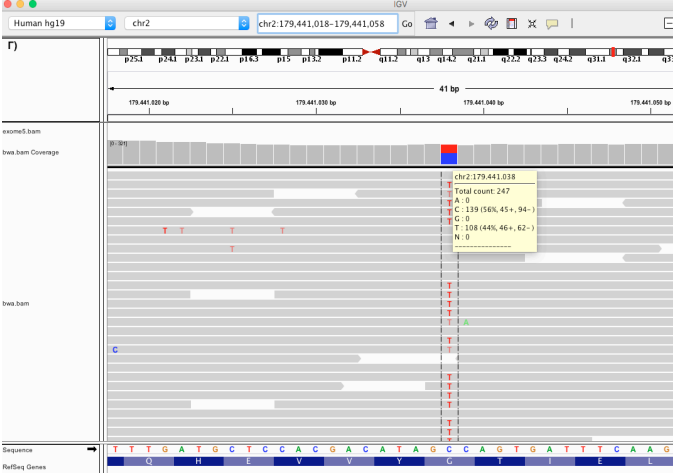 IGV
Human hg19 chr2 chr2:179,441,018-179,441,058 Go
Γ)
p25.1 p24.1 p23.1 p22.1 p16.3 p15 p13.2 p11.2 q11.2 q13 q14.2 q21.1 q22.2 q23.3 q24.2 q31.1 q32.1 q33
41 bp
179.441.020 bp 179.441.030 bp 179.441.040 bp 179.441.050 bp
exome5.bam
[0 - 321]
bwa.bam Coverage
chr2:179.441.038
Total count: 247
A : 0
C : 139 (56%, 45+, 94- )
G : 0
T : 108 (44%, 46+, 62- )
N : 0
---------------
T
T
T
T
T
T T T T
T
T
T
T
T
bwa.bam
T A
T
C T
T
T
T
T
T
T
T
Sequence T T T G A T G C T C C A C G A C A T A G C C A G T G A T T T C A A G
RefSeq Genes Q H E V V Y G T I E L